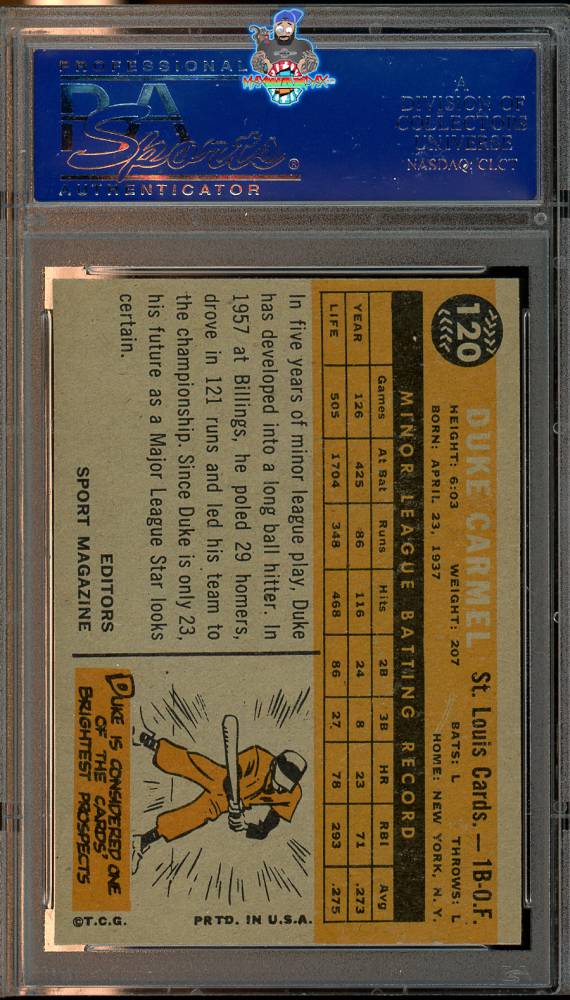 PROFESSIONAL
PSA
Sports®
AUTHENTICATOR
A
DIVISION OF
COLLECTORS
UNIVERSE
NASDAQ: CLCT
120
DUKE CARMEL St. Louis Cards.—1B-O.F.
HEIGHT: 6:03 WEIGHT: 207 BATS: L THROWS: L
BORN: APRIL 23, 1937 HOME: NEW YORK, N. Y.
MINOR LEAGUE BATTING RECORD
Games At Bat Runs Hits 2B 3B HR RBI Avg
YEAR 126 425 86 116 24 8 23 71 .273
LIFE 505 1704 348 468 86 27 78 293 .275
In five years of minor league play, Duke
has developed into a long ball hitter. In
1957 at Billings, he poled 29 homers,
drove in 121 runs and led his team to
the championship. Since Duke is only 23,
his future as a Major League Star looks
certain.
EDITORS
SPORT MAGAZINE
DUKE IS CONSIDERED ONE
OF THE CARDS'
BRIGHTEST PROSPECTS
©T.C.G. PRTD. IN U.S.A.